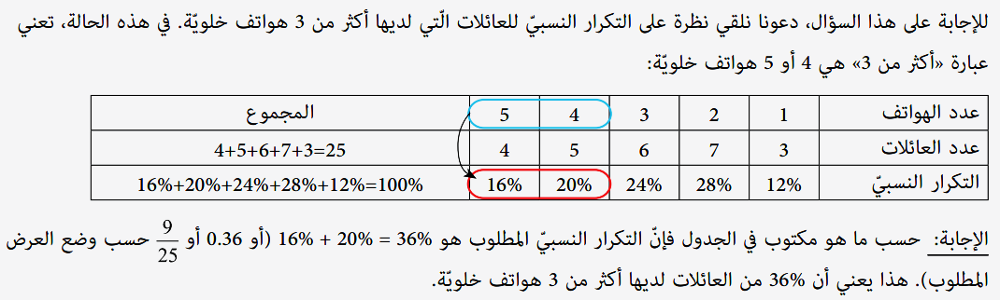 للإجابة على هذا السؤال، دعونا نلقي نظرة على التكرار النسبيّ للعائلات الّتي لديها أكثر من 3 هواتف خلويّة. في هذه الحالة، تعني
عبارة «أكثر من 3» هي 4 أو 5 هواتف خلويّة:
عدد الهواتف 1 2 3 4 5 المجموع
عدد العائلات 3 7 6 5 4 4+5+6+7+3=25
التكرار النسبيّ 12% 28% 24% 20% 16% 16%+20%+24%+28%+12%=100%
الإجابة: حسب ما هو مكتوب في الجدول فإنّ التكرار النسبيّ المطلوب هو 16% + 20% = 36% (أو 0.36 أو 9/25 حسب وضع العرض
المطلوب). هذا يعني أن 36% من العائلات لديها أكثر من 3 هواتف خلويّة.